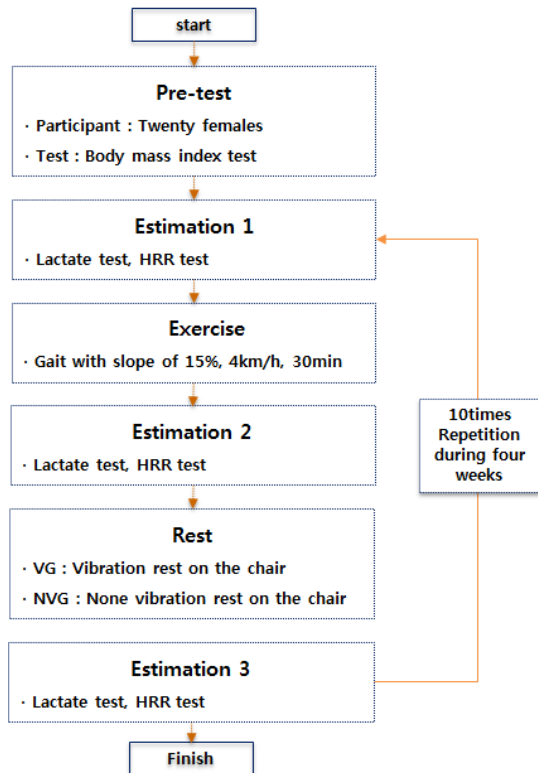 start
Pre-test
· Participant : Twenty females
· Test : Body mass index test
Estimation 1
· Lactate test, HRR test
Exercise
· Gait with slope of 15%, 4km/h, 30min
Estimation 2
· Lactate test, HRR test
10times
Repetition
during four
weeks
Rest
· VG : Vibration rest on the chair
· NVG : None vibration rest on the chair
Estimation 3
· Lactate test, HRR test
Finish